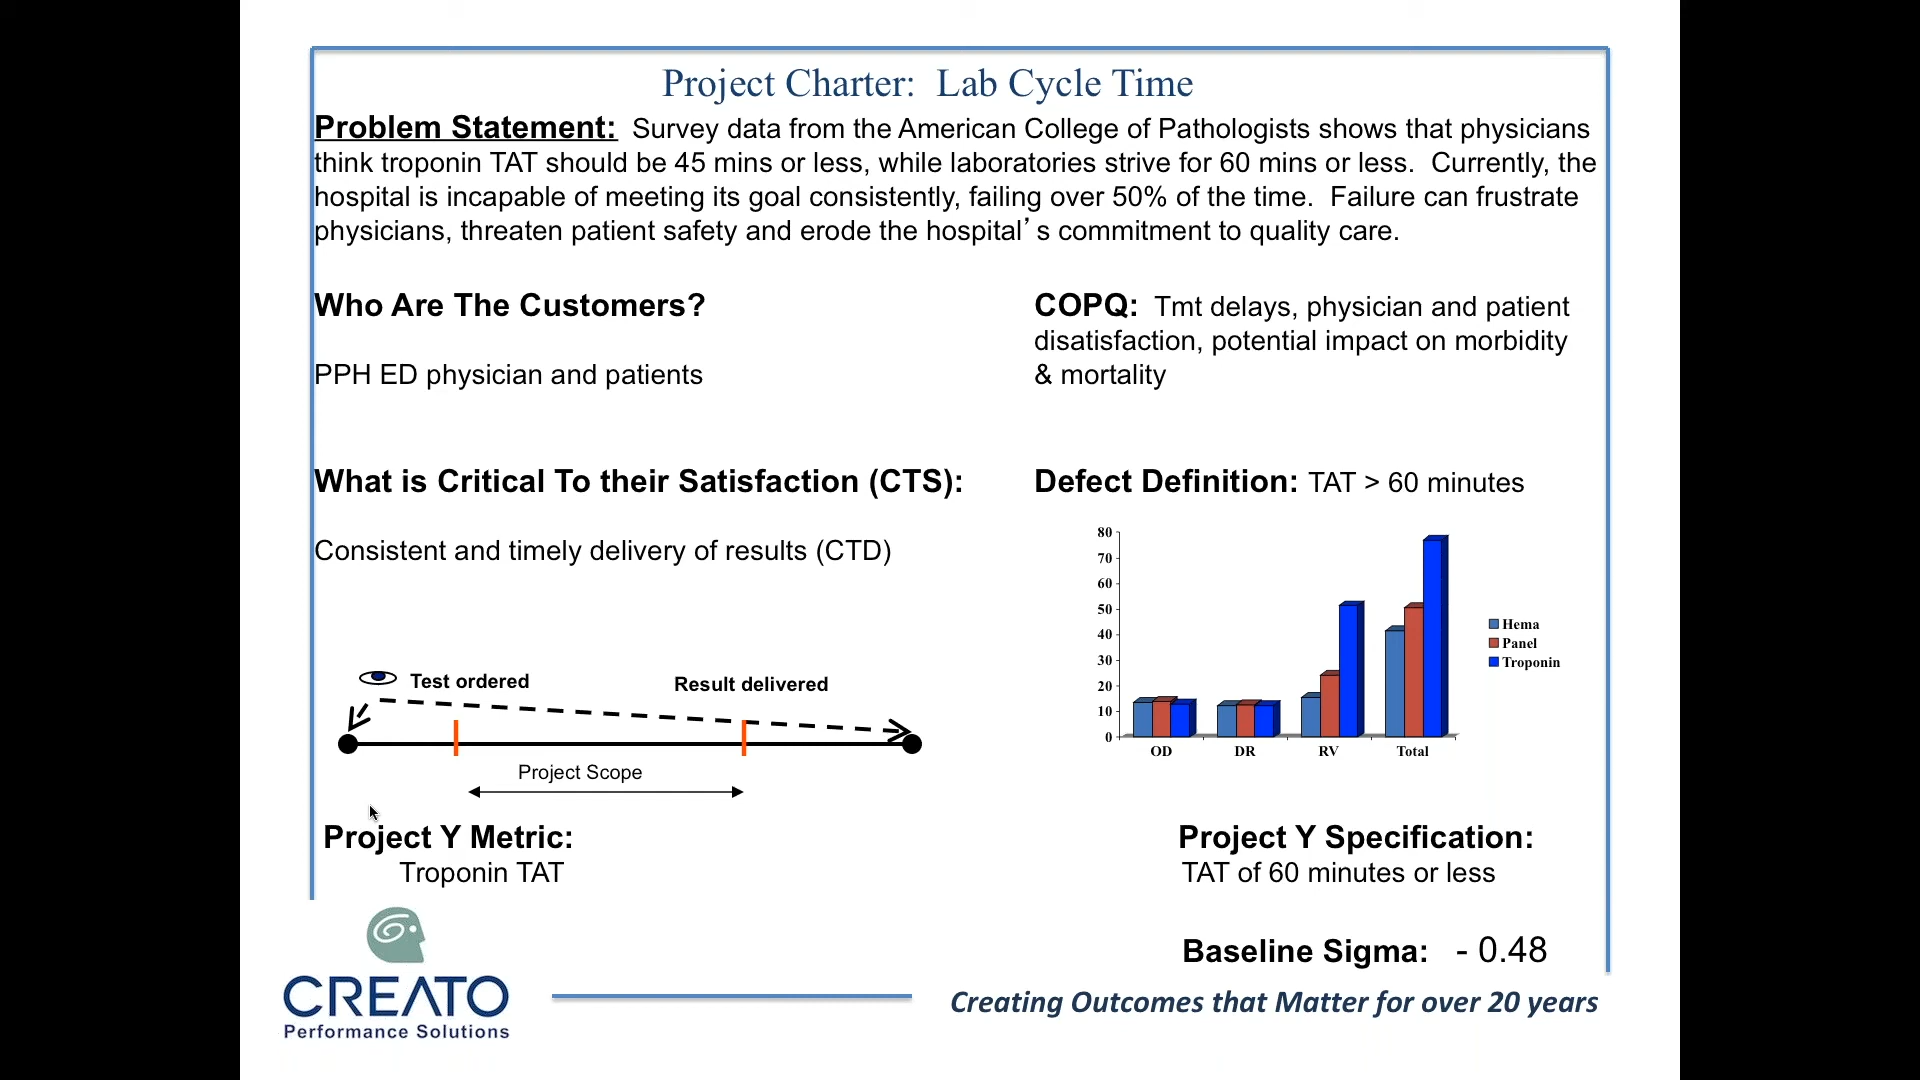 Project Charter:  Lab Cycle Time
Problem Statement:  Survey data from the American College of Pathologists shows that physicians
think troponin TAT should be 45 mins or less, while laboratories strive for 60 mins or less.  Currently, the
hospital is incapable of meeting its goal consistently, failing over 50% of the time.  Failure can frustrate
physicians, threaten patient safety and erode the hospital’s commitment to quality care.
Who Are The Customers?
PPH ED physician and patients
COPQ:  Tmt delays, physician and patient
disatisfaction, potential impact on morbidity
& mortality
What is Critical To their Satisfaction (CTS):
Consistent and timely delivery of results (CTD)
Defect Definition: TAT > 60 minutes
80
70
60
50
40
30
20
10
0
OD DR RV Total
Hema
Panel
Troponin
Test ordered
Result delivered
Project Scope
Project Y Metric:
Troponin TAT
Project Y Specification:
TAT of 60 minutes or less
Baseline Sigma:   - 0.48
CREATO
Performance Solutions
Creating Outcomes that Matter for over 20 years